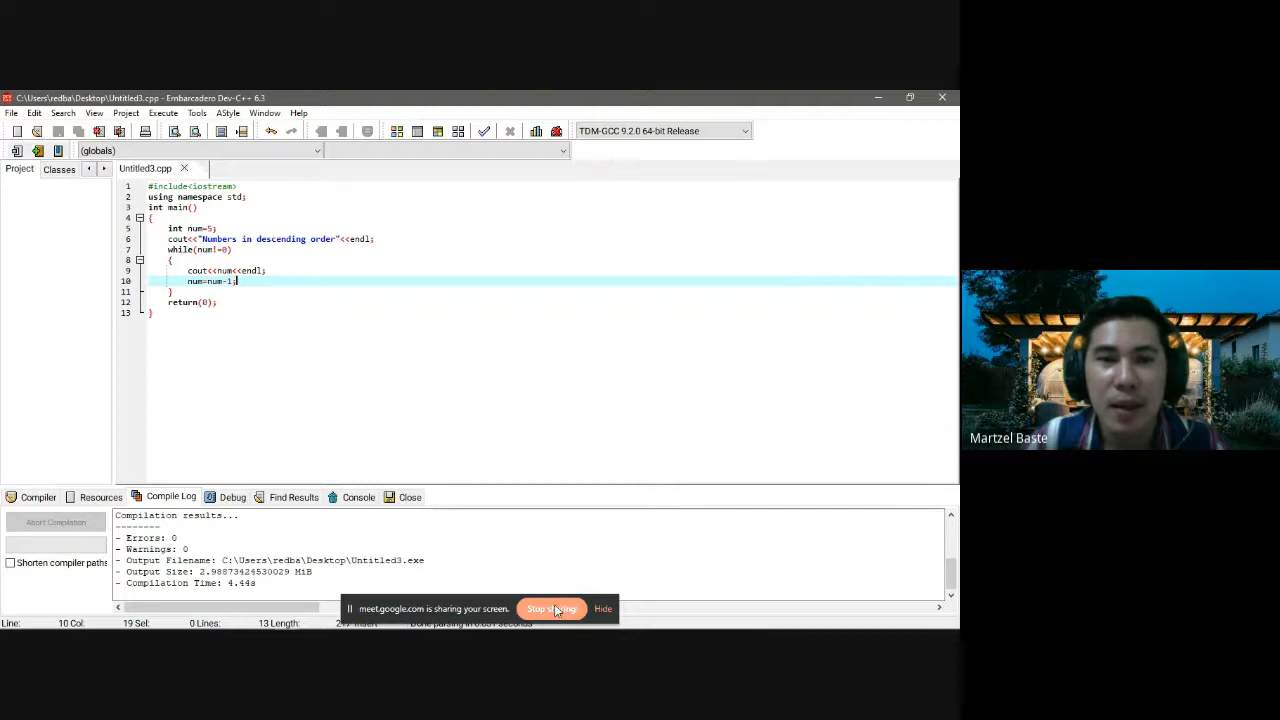 C:\Users\redba\Desktop\Untitled3.cpp - Embarcadero Dev-C++ 6.3
File Edit Search View Project Execute Tools AStyle Window Help
TDM-GCC 9.2.0 64-bit Release
(globals)
Project Classes Untitled3.cpp
1 #include<iostream>
2 using namespace std;
3 int main()
4 {
5 int num=5;
6 cout<<"Numbers in descending order"<<endl;
7 while(num!=0)
8 {
9 cout<<num<<endl;
10 num=num-1;
11 }
12 return(0);
13 }
Martzel Baste
Compiler Resources Compile Log Debug Find Results Console Close
Abort Compilation
Shorten compiler paths
Compilation results...
--------
- Errors: 0
- Warnings: 0
- Output Filename: C:\Users\redba\Desktop\Untitled3.exe
- Output Size: 2.98873424530029 MiB
- Compilation Time: 4.44s
meet.google.com is sharing your screen. Stop sharing Hide
Line: 10 Col: 19 Sel: 0 Lines: 13 Length: